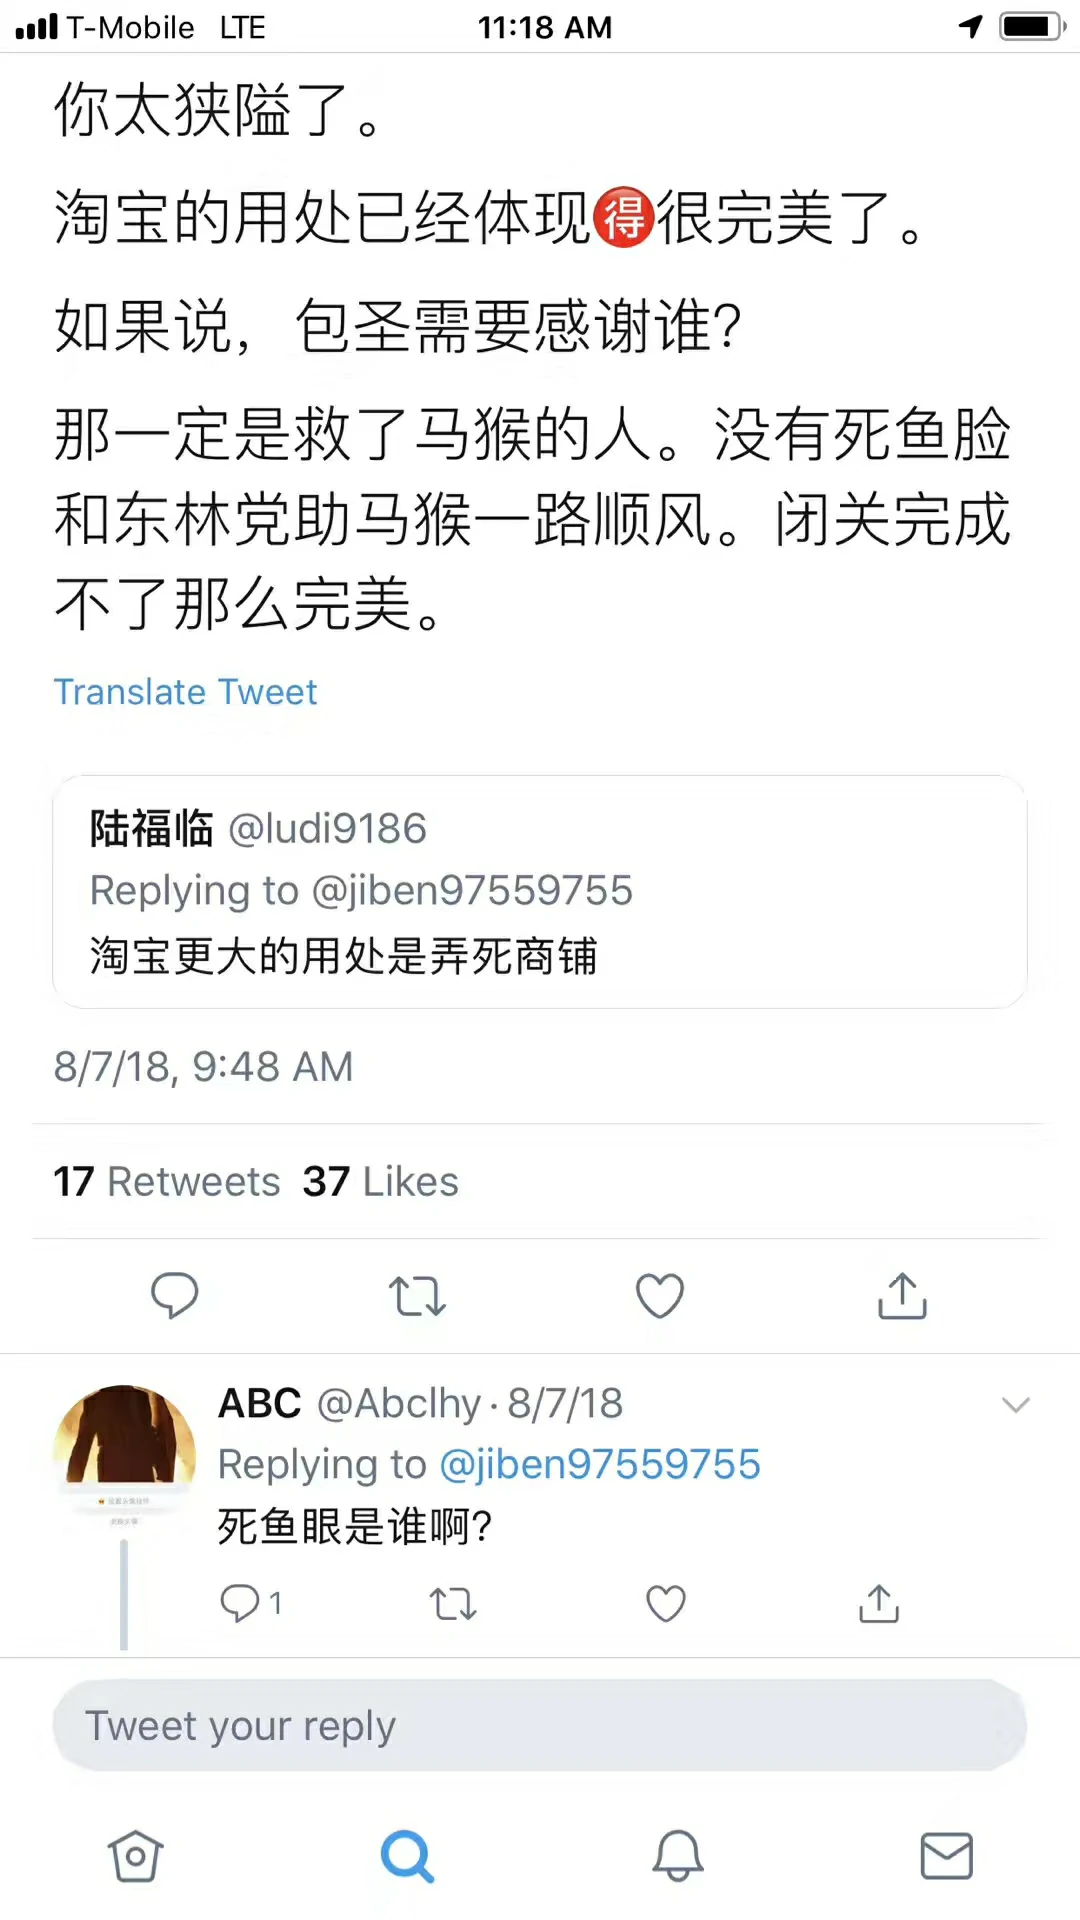 T-Mobile LTE 11:18 AM
你太狭隘了。
淘宝的用处已经体现🉐很完美了。
如果说，包圣需要感谢谁？
那一定是救了马猴的人。没有死鱼脸
和东林党助马猴一路顺风。闭关完成
不了那么完美。
Translate Tweet
陆福临 @ludi9186
Replying to @jiben97559755
淘宝更大的用处是弄死商铺
8/7/18, 9:48 AM
17 Retweets 37 Likes
ABC @Abclhy · 8/7/18
Replying to @jiben97559755
死鱼眼是谁啊？
1
Tweet your reply